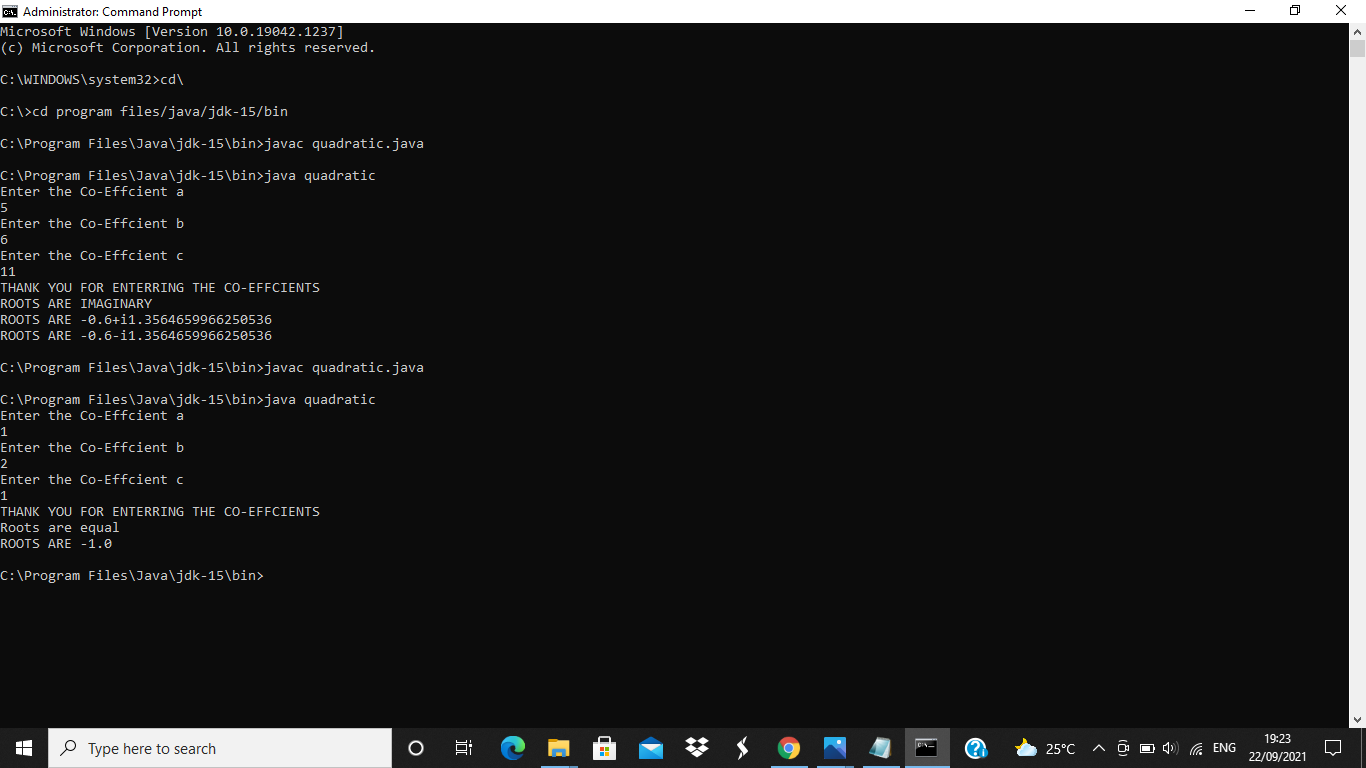 Administrator: Command Prompt
Microsoft Windows [Version 10.0.19042.1237]
(c) Microsoft Corporation. All rights reserved.
C:\WINDOWS\system32>cd\
C:\>cd program files/java/jdk-15/bin
C:\Program Files\Java\jdk-15\bin>javac quadratic.java
C:\Program Files\Java\jdk-15\bin>java quadratic
Enter the Co-Effcient a
5
Enter the Co-Effcient b
6
Enter the Co-Effcient c
11
THANK YOU FOR ENTERRING THE CO-EFFCIENTS
ROOTS ARE IMAGINARY
ROOTS ARE -0.6+i1.3564659966250536
ROOTS ARE -0.6-i1.3564659966250536
C:\Program Files\Java\jdk-15\bin>javac quadratic.java
C:\Program Files\Java\jdk-15\bin>java quadratic
Enter the Co-Effcient a
1
Enter the Co-Effcient b
2
Enter the Co-Effcient c
1
THANK YOU FOR ENTERRING THE CO-EFFCIENTS
Roots are equal
ROOTS ARE -1.0
C:\Program Files\Java\jdk-15\bin>
Type here to search
25°C
ENG
19:23
22/09/2021